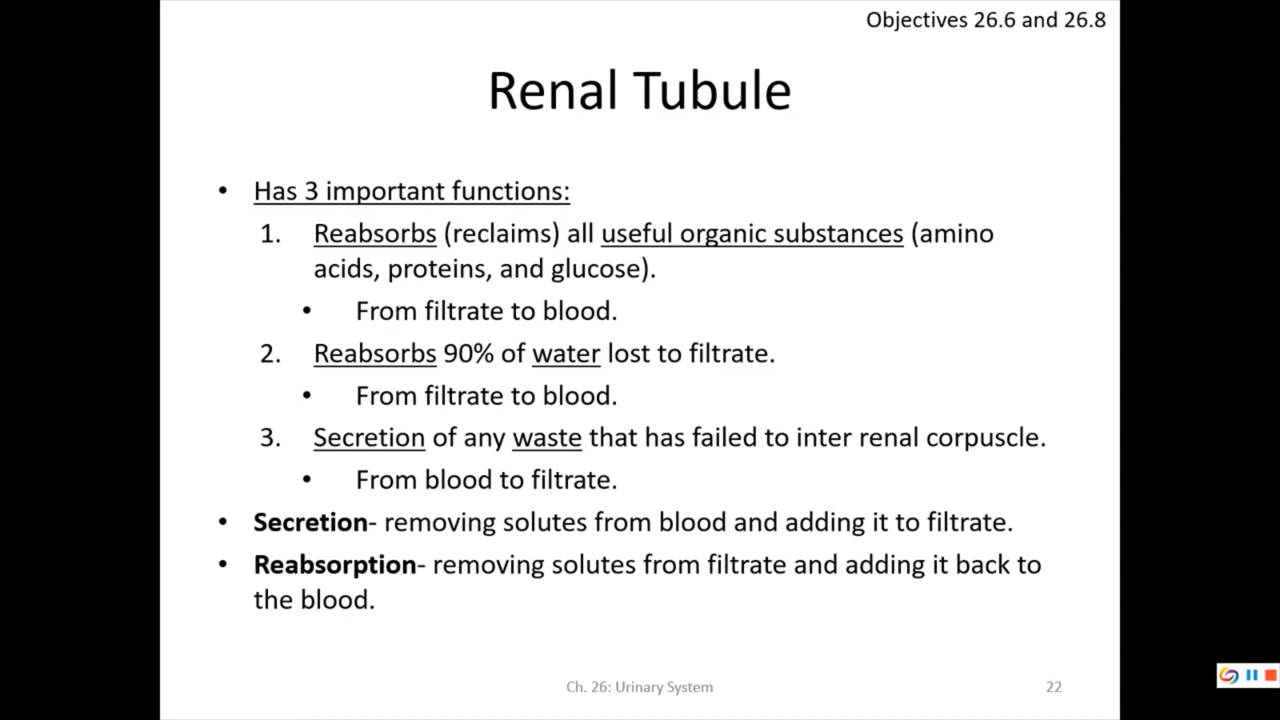 Objectives 26.6 and 26.8
Renal Tubule
• Has 3 important functions:
1. Reabsorbs (reclaims) all useful organic substances (amino
acids, proteins, and glucose).
• From filtrate to blood.
2. Reabsorbs 90% of water lost to filtrate.
• From filtrate to blood.
3. Secretion of any waste that has failed to inter renal corpuscle.
• From blood to filtrate.
• Secretion- removing solutes from blood and adding it to filtrate.
• Reabsorption- removing solutes from filtrate and adding it back to
the blood.
Ch. 26: Urinary System
22